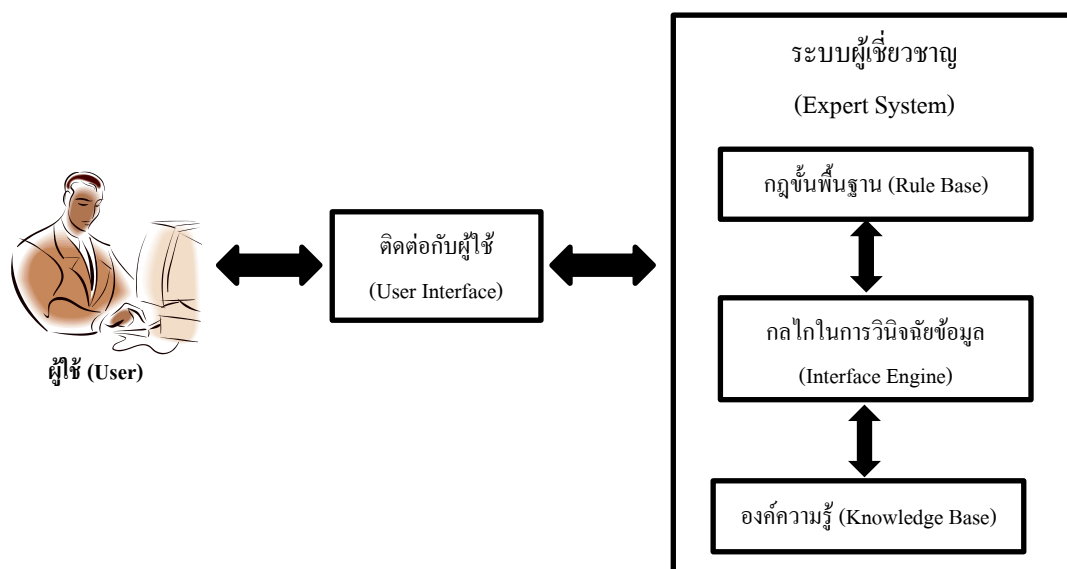 ผู้ใช้ (User)
ติดต่อกับผู้ใช้
(User Interface)
ระบบผู้เชี่ยวชาญ
(Expert System)
กฎขั้นพื้นฐาน (Rule Base)
กลไกในการวินิจฉัยข้อมูล
(Interface Engine)
องค์ความรู้ (Knowledge Base)